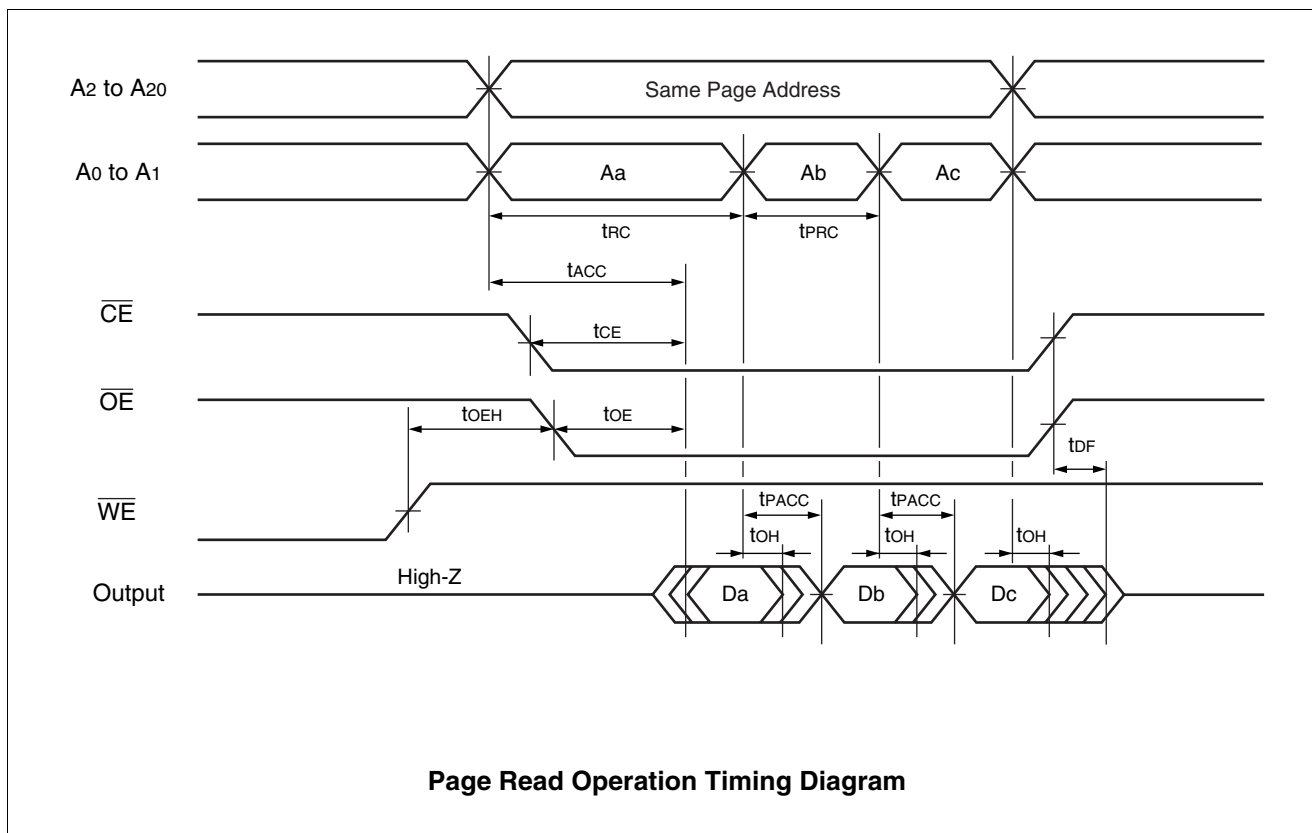 A2 to A20
Same Page Address
A0 to A1
Aa
Ab
Ac
tRC
tPRC
tACC
CE
tCE
OE
tOEH
tOE
tDF
WE
tPACC
tPACC
tOH
tOH
tOH
High-Z
Output
Da
Db
Dc
Page Read Operation Timing Diagram